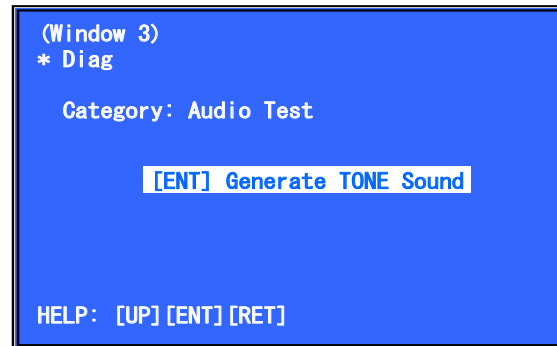 (Window 3)
* Diag
Category: Audio Test
[ENT] Generate TONE Sound
HELP: [UP][ENT][RET]